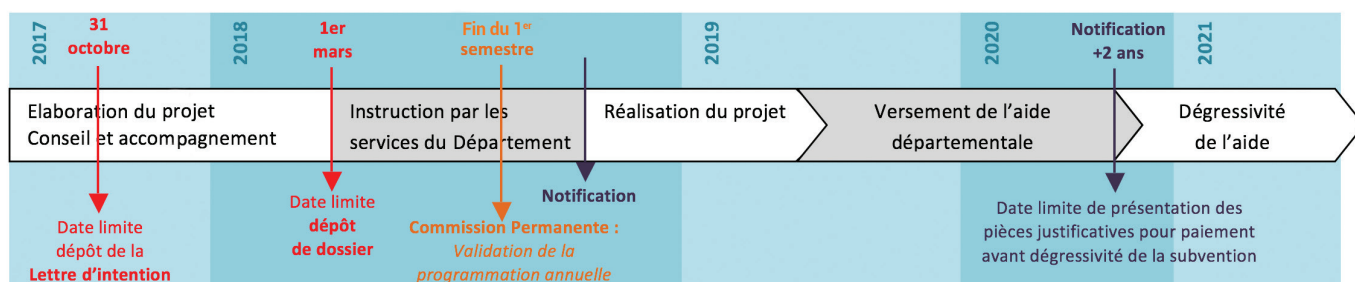 2017
31
octobre
2018
1er
mars
Fin du 1er
semestre
2019
2020
Notification
+2 ans
2021
Elaboration du projet
Conseil et accompagnement
Instruction par les
services du Département
Réalisation du projet
Versement de l'aide
départementale
Dégressivité
de l'aide
Date limite
dépôt de la
Lettre d'intention
Date limite
dépôt
de dossier
Commission Permanente :
Validation de la
programmation annuelle
Notification
Date limite de présentation des
pièces justificatives pour paiement
avant dégressivité de la subvention